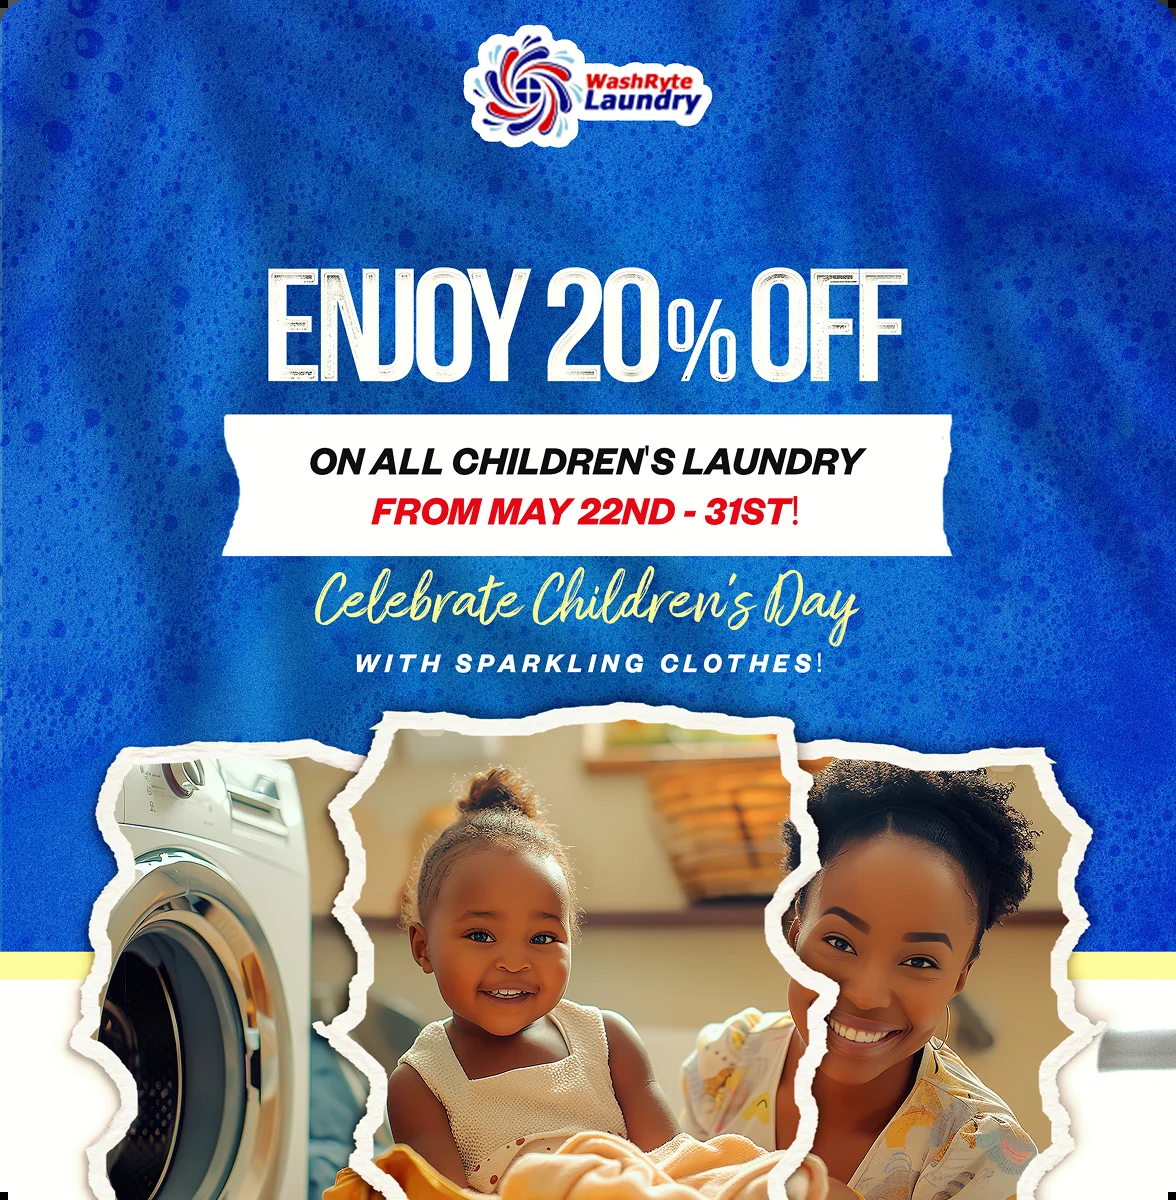 WashRyte
Laundry
ENJOY 20% OFF
ON ALL CHILDREN'S LAUNDRY
FROM MAY 22ND - 31ST!
Celebrate Children's Day
WITH SPARKLING CLOTHES!